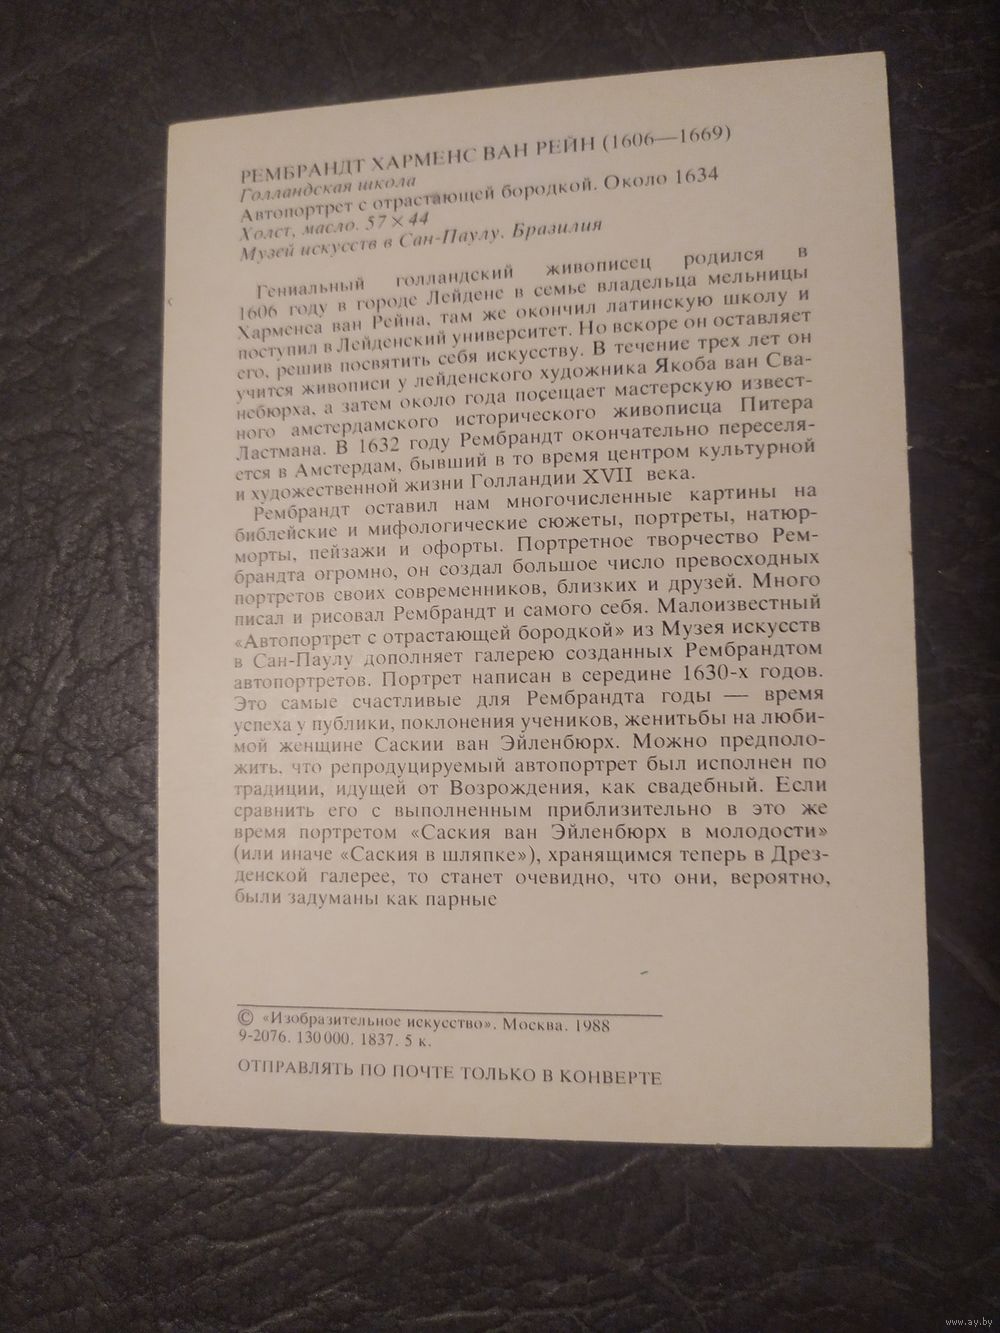 РЕМБРАНДТ ХАРМЕНС ВАН РЕЙН (1606—1669)
Голландская школа
Автопортрет с отрастающей бородкой. Около 1634
Холст, масло. 57 × 44
Музей искусств в Сан-Паулу. Бразилия
Гениальный голландский живописец родился в
1606 году в городе Лейдене в семье владельца мельницы
Харменса ван Рейна, там же окончил латинскую школу и
поступил в Лейденский университет. Но вскоре он оставляет
его, решив посвятить себя искусству. В течение трех лет он
учится живописи у лейденского художника Якоба ван Сва-
небюрха, а затем около года посещает мастерскую извест-
ного амстердамского исторического живописца Питера
Ластмана. В 1632 году Рембрандт окончательно переселя-
ется в Амстердам, бывший в то время центром культурной
и художественной жизни Голландии XVII века.
Рембрандт оставил нам многочисленные картины на
библейские и мифологические сюжеты, портреты, натюр-
морты, пейзажи и офорты. Портретное творчество Рем-
брандта огромно, он создал большое число превосходных
портретов своих современников, близких и друзей. Много
писал и рисовал Рембрандт и самого себя. Малоизвестный
«Автопортрет с отрастающей бородкой» из Музея искусств
в Сан-Паулу дополняет галерею созданных Рембрандтом
автопортретов. Портрет написан в середине 1630-х годов.
Это самые счастливые для Рембрандта годы — время
успеха у публики, поклонения учеников, женитьбы на люби-
мой женщине Саскии ван Эйленбюрх. Можно предполо-
жить, что репродуцируемый автопортрет был исполнен по
традиции, идущей от Возрождения, как свадебный. Если
сравнить его с выполненным приблизительно в это же
время портретом «Саския ван Эйленбюрх в молодости»
(или иначе «Саския в шляпке»), хранящимся теперь в Дрез-
денской галерее, то станет очевидно, что они, вероятно,
были задуманы как парные
© «Изобразительное искусство». Москва. 1988
9-2076. 130 000. 1837. 5 к.
ОТПРАВЛЯТЬ ПО ПОЧТЕ ТОЛЬКО В КОНВЕРТЕ
www.ay.by